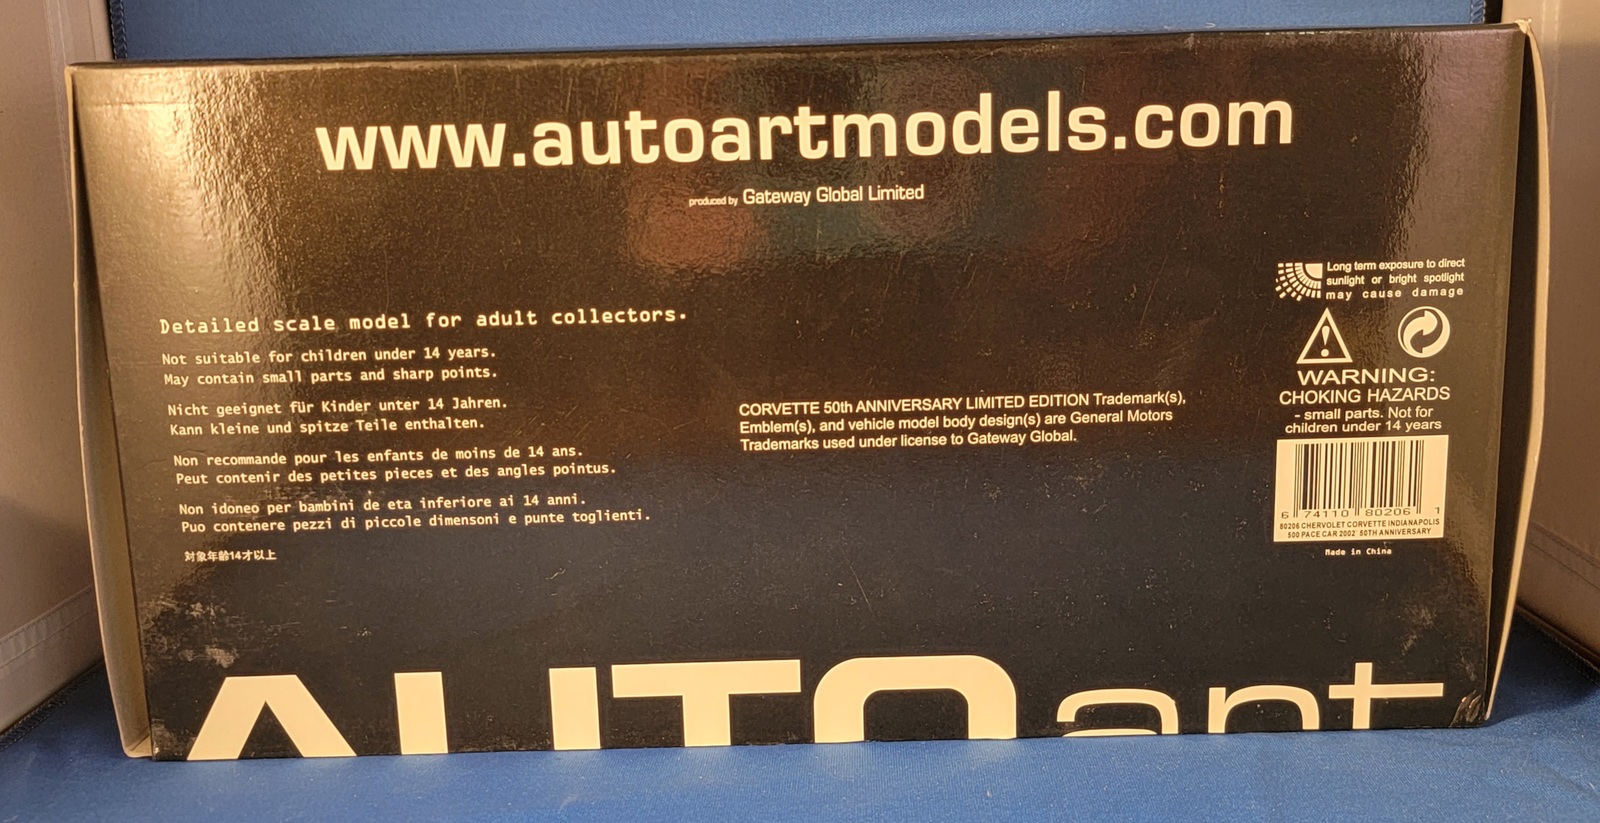 www.autoartmodels.com
produced by Gateway Global Limited
Detailed scale model for adult collectors.
Not suitable for children under 14 years.
May contain small parts and sharp points.
Nicht geeignet für Kinder unter 14 Jahren.
Kann kleine und spitze Teile enthalten.
Non recommande pour les enfants de moins de 14 ans.
Peut contenir des petites pieces et des angles pointus.
Non idoneo per bambini de eta inferiore ai 14 anni.
Puo contenere pezzi di piccole dimensoni e punte toglienti.
対象年齢14才以上
CORVETTE 50th ANNIVERSARY LIMITED EDITION Trademark(s),
Emblem(s), and vehicle model body design(s) are General Motors
Trademarks used under license to Gateway Global.
Long term exposure to direct
sunlight or bright spotlight
may cause damage
WARNING:
CHOKING HAZARDS
- small parts. Not for
children under 14 years
6 74110 80206 1
80206 CHERVOLET CORVETTE INDIANAPOLIS
500 PACE CAR 2002 50TH ANNIVERSARY
Made in China
AUTOart